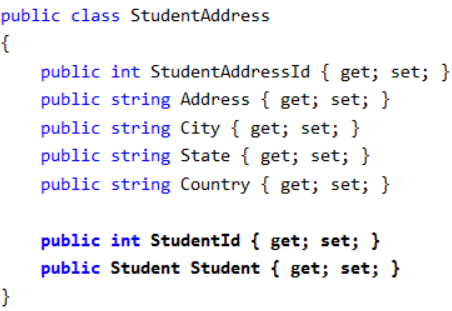 public class StudentAddress
{
public int StudentAddressId { get; set; }
public string Address { get; set; }
public string City { get; set; }
public string State { get; set; }
public string Country { get; set; }
public int StudentId { get; set; }
public Student Student { get; set; }
}